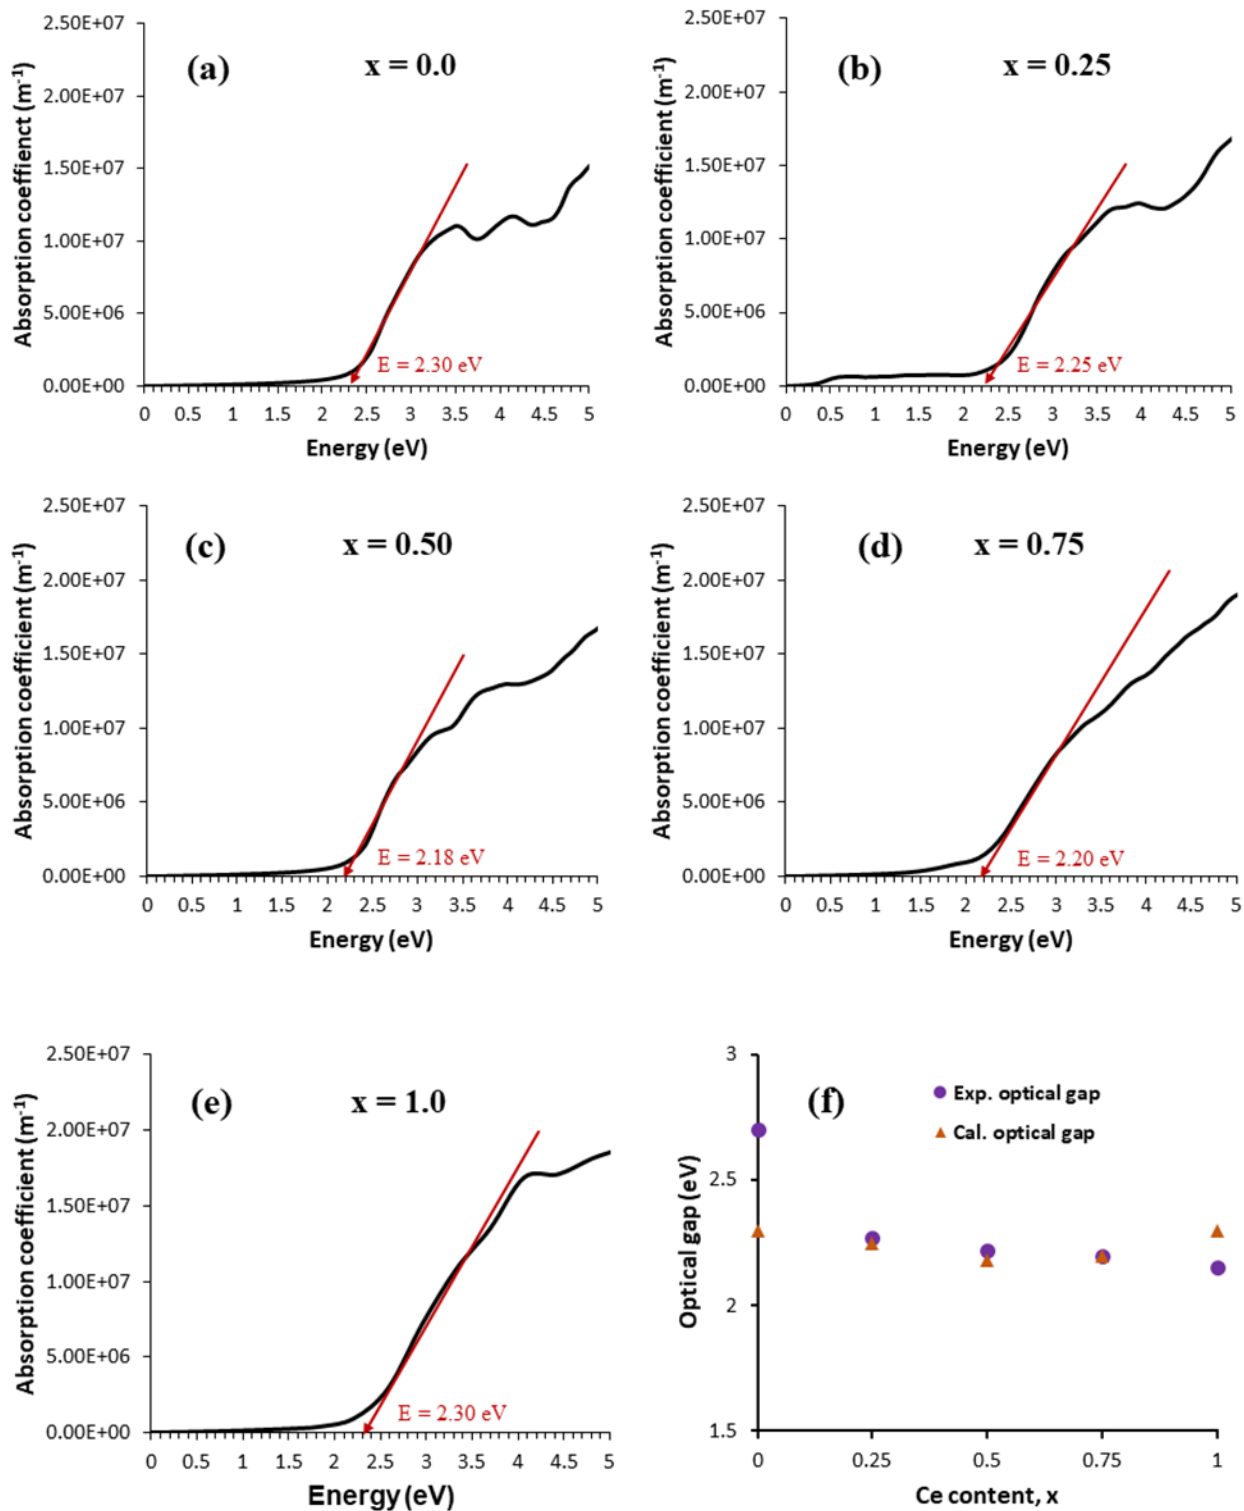 2.50E+07
2.00E+07
1.50E+07
1.00E+07
5.00E+06
0.00E+00
Absorption coeffienct (m-1)
(a)
x = 0.0
E = 2.30 eV
0 0.5 1 1.5 2 2.5 3 3.5 4 4.5 5
Energy (eV)
2.50E+07
2.00E+07
1.50E+07
1.00E+07
5.00E+06
0.00E+00
Absorption coefficient (m-1)
(b)
x = 0.25
E = 2.25 eV
0 0.5 1 1.5 2 2.5 3 3.5 4 4.5 5
Energy (eV)
2.50E+07
2.00E+07
1.50E+07
1.00E+07
5.00E+06
0.00E+00
Absorption coefficient (m-1)
(c)
x = 0.50
E = 2.18 eV
0 0.5 1 1.5 2 2.5 3 3.5 4 4.5 5
Energy (eV)
2.50E+07
2.00E+07
1.50E+07
1.00E+07
5.00E+06
0.00E+00
Absorption coefficient (m-1)
(d)
x = 0.75
E = 2.20 eV
0 0.5 1 1.5 2 2.5 3 3.5 4 4.5 5
Energy (eV)
2.50E+07
2.00E+07
1.50E+07
1.00E+07
5.00E+06
0.00E+00
Absorption coefficient (m-1)
(e)
x = 1.0
E = 2.30 eV
0 0.5 1 1.5 2 2.5 3 3.5 4 4.5 5
Energy (eV)
3
2.5
2
1.5
Optical gap (eV)
(f)
Exp. optical gap
Cal. optical gap
0 0.25 0.5 0.75 1
Ce content, x